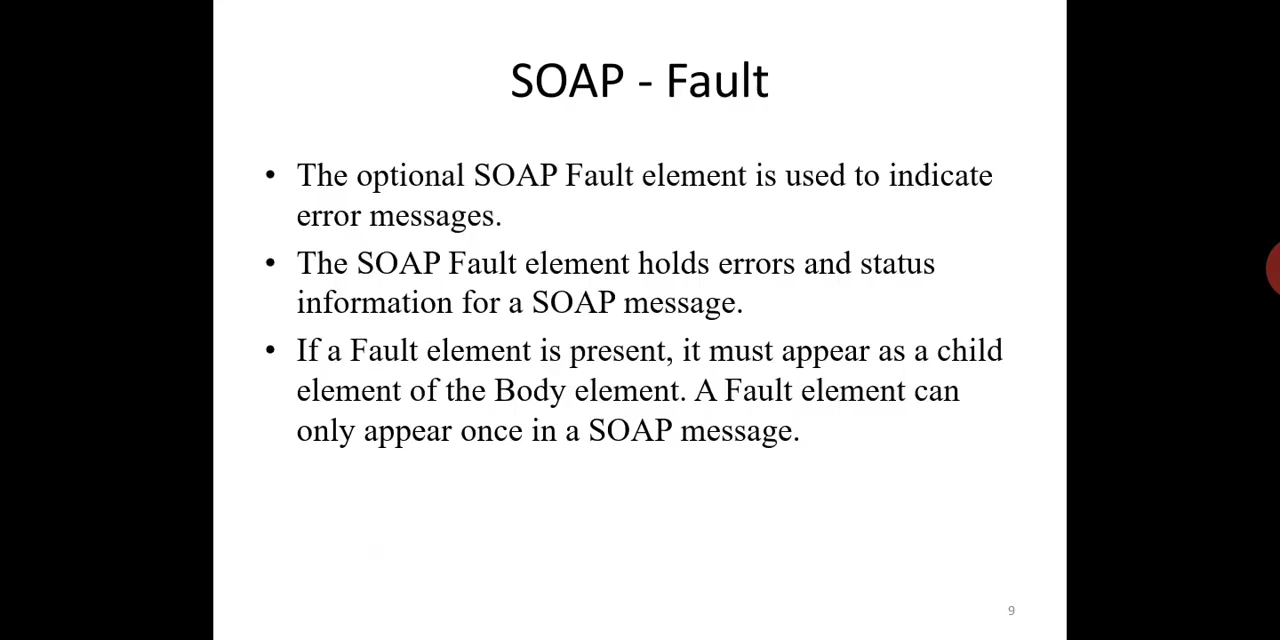 SOAP - Fault
• The optional SOAP Fault element is used to indicate
error messages.
• The SOAP Fault element holds errors and status
information for a SOAP message.
• If a Fault element is present, it must appear as a child
element of the Body element. A Fault element can
only appear once in a SOAP message.
9